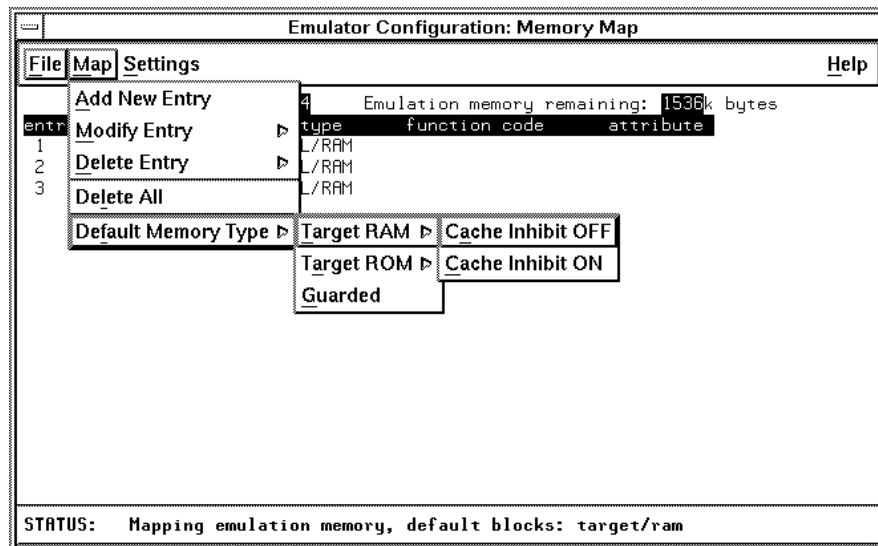 Emulator Configuration: Memory Map
File Map Settings Help
Add New Entry
4 Emulation memory remaining: 1536k bytes
entr type function code attribute
Modify Entry
1 L/RAM
2 Delete Entry L/RAM
3 L/RAM
Delete All
Default Memory Type Target RAM Cache Inhibit OFF
Target ROM Cache Inhibit ON
Guarded
STATUS: Mapping emulation memory, default blocks: target/ram